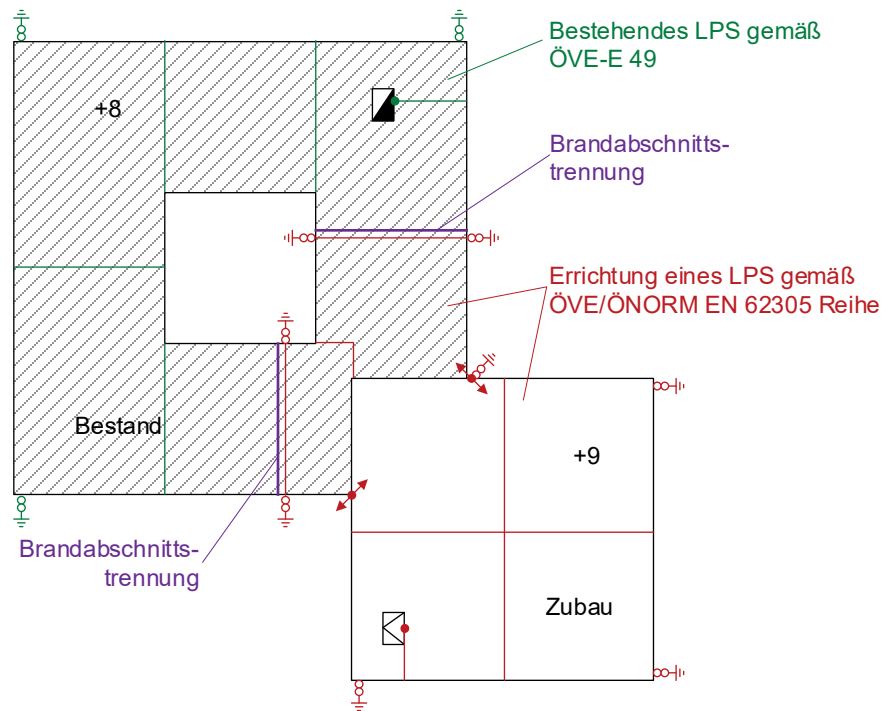 Bestehendes LPS gemäß
ÖVE-E 49
+8
Brandabschnitts-
trennung
Errichtung eines LPS gemäß
ÖVE/ÖNORM EN 62305 Reihe
Bestand
+9
Brandabschnitts-
trennung
Zubau